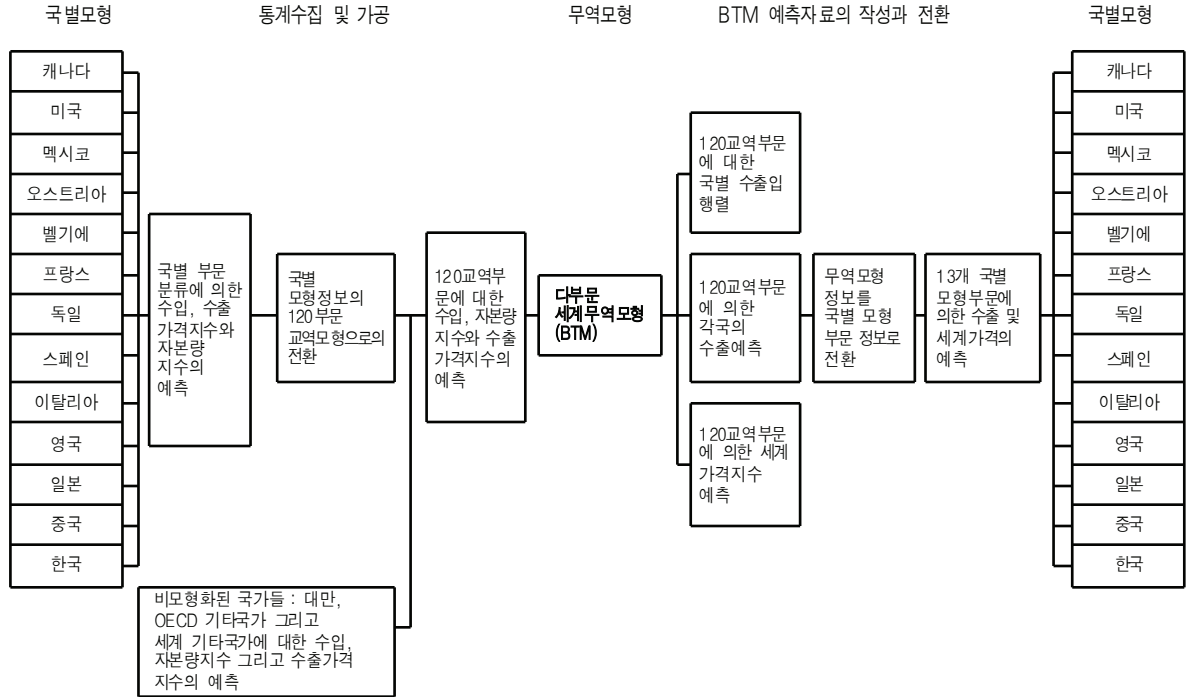 국별모형
통계수집 및 가공
무역모형
BTM 예측자료의 작성과 전환
국별모형
캐나다
미국
멕시코
오스트리아
벨기에
프랑스
독일
스페인
이탈리아
영국
일본
중국
한국
국별 부문
분류에 의한
수입, 수출
가격지수와
자본량
지수의
예측
국별
모형정보의
120부문
교역모형으로의
전환
비모형화된 국가들 : 대만,
OECD 기타국가 그리고
세계 기타국가에 대한 수입,
자본량지수 그리고 수출가격
지수의 예측
120교역부
문에 대한
수입, 자본량
지수와 수출
가격지수의
예측
다부문
세계무역모형
(BTM)
120교역부문
에 대한
국별 수출입
행렬
120교역부문
에 의한
각국의
수출예측
120교역부문
에 의한 세계
가격지수
예측
무역모형
정보를
국별 모형
부문 정보로
전환
13개 국별
모형부문에
의한 수출 및
세계가격의
예측
캐나다
미국
멕시코
오스트리아
벨기에
프랑스
독일
스페인
이탈리아
영국
일본
중국
한국